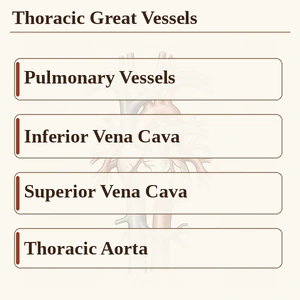 Thoracic Great Vessels
Pulmonary Vessels
Inferior Vena Cava
Superior Vena Cava
Thoracic Aorta